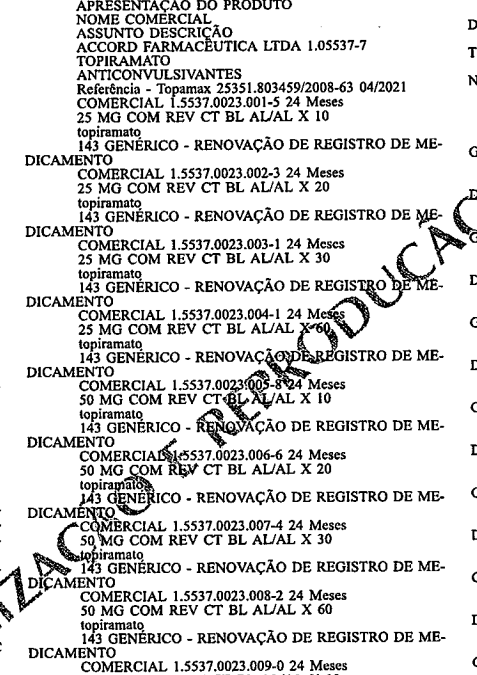 APRESENTAÇÃO DO PRODUTO
NOME COMERCIAL
ASSUNTO DESCRIÇÃO
ACCORD FARMACÊUTICA LTDA 1.05537-7
TOPIRAMATO
ANTICONVULSIVANTES
Referência - Topamax 25351.803459/2008-63 04/2021
COMERCIAL 1.5537.0023.001-5 24 Meses
25 MG COM REV CT BL AL/AL X 10
topiramato
143 GENÉRICO - RENOVAÇÃO DE REGISTRO DE ME-
DICAMENTO
COMERCIAL 1.5537.0023.002-3 24 Meses
25 MG COM REV CT BL AL/AL X 20
topiramato
143 GENÉRICO - RENOVAÇÃO DE REGISTRO DE ME-
DICAMENTO
COMERCIAL 1.5537.0023.003-1 24 Meses
25 MG COM REV CT BL AL/AL X 30
topiramato
143 GENÉRICO - RENOVAÇÃO DE REGISTRO DE ME-
DICAMENTO
COMERCIAL 1.5537.0023.004-1 24 Meses
25 MG COM REV CT BL AL/AL X 60
topiramato
143 GENÉRICO - RENOVAÇÃO DE REGISTRO DE ME-
DICAMENTO
COMERCIAL 1.5537.0023.005-8 24 Meses
50 MG COM REV CT BL AL/AL X 10
topiramato
143 GENÉRICO - RENOVAÇÃO DE REGISTRO DE ME-
DICAMENTO
COMERCIAL 1.5537.0023.006-6 24 Meses
50 MG COM REV CT BL AL/AL X 20
topiramato
143 GENÉRICO - RENOVAÇÃO DE REGISTRO DE ME-
DICAMENTO
COMERCIAL 1.5537.0023.007-4 24 Meses
50 MG COM REV CT BL AL/AL X 30
topiramato
143 GENÉRICO - RENOVAÇÃO DE REGISTRO DE ME-
DICAMENTO
COMERCIAL 1.5537.0023.008-2 24 Meses
50 MG COM REV CT BL AL/AL X 60
topiramato
143 GENÉRICO - RENOVAÇÃO DE REGISTRO DE ME-
DICAMENTO
COMERCIAL 1.5537.0023.009-0 24 Meses
IZAÇÃO E REPRODUÇÃO